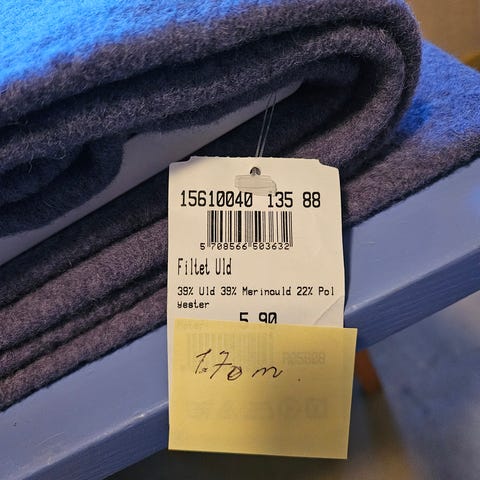 15610040 135 88
5 708566 503632
Filtet Uld
39% Uld 39% Merinould 22% Pol
yester
5,90
1.70 m.